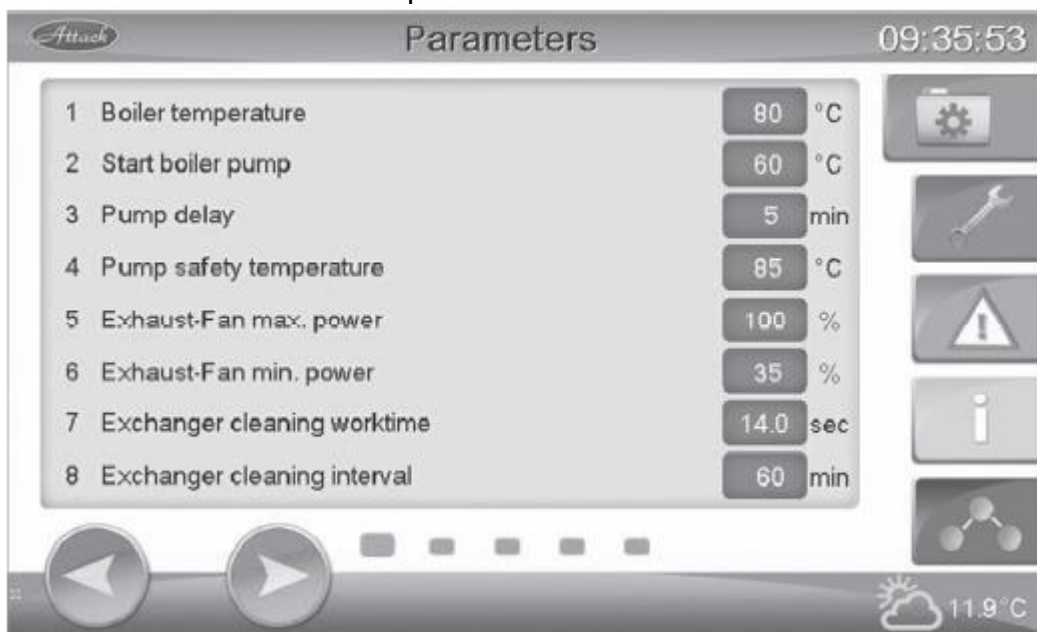 Attack
Parameters
09:35:53
1 Boiler temperature 80 °C
2 Start boiler pump 60 °C
3 Pump delay 5 min
4 Pump safety temperature 85 °C
5 Exhaust-Fan max. power 100 %
6 Exhaust-Fan min. power 35 %
7 Exchanger cleaning worktime 14.0 sec
8 Exchanger cleaning interval 60 min
11.9°C